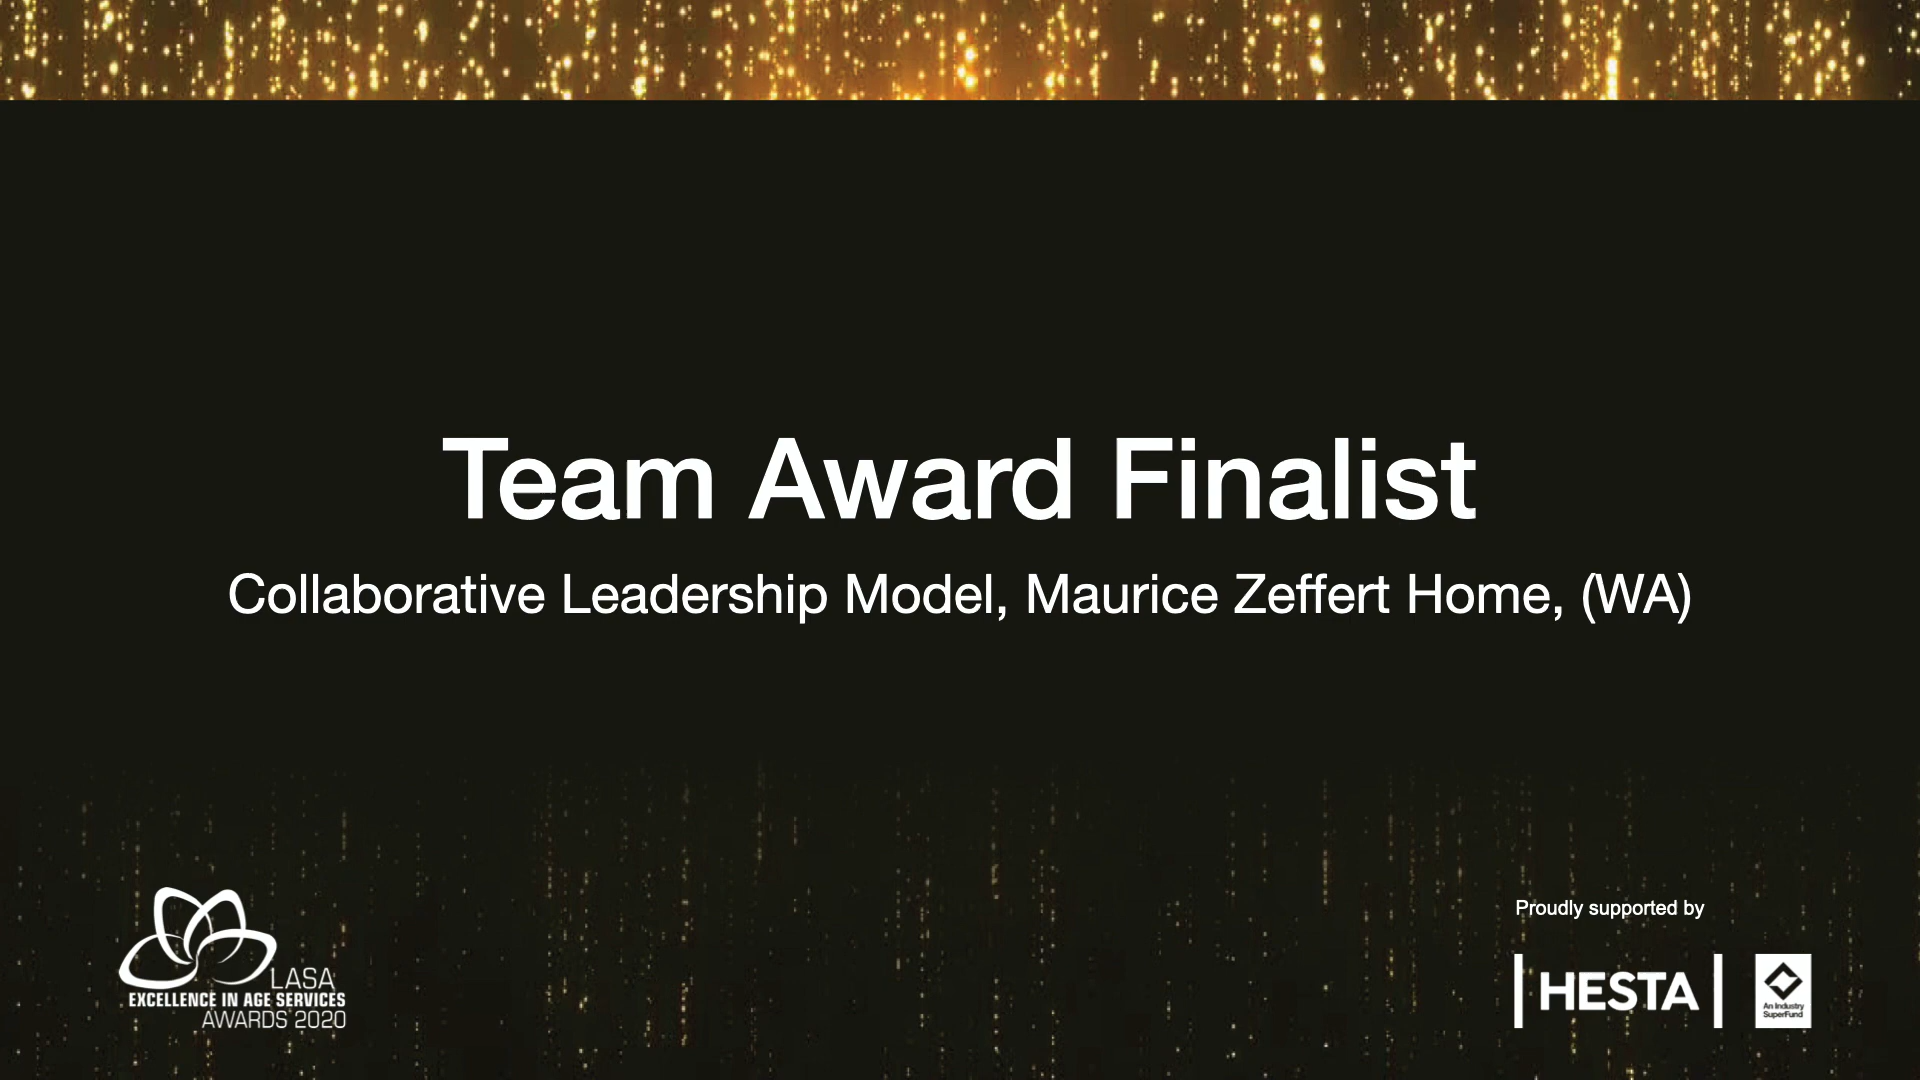 Team Award Finalist
Collaborative Leadership Model, Maurice Zeffert Home, (WA)
LASA
EXCELLENCE IN AGE SERVICES
AWARDS 2020
Proudly supported by
HESTA
An Industry
SuperFund